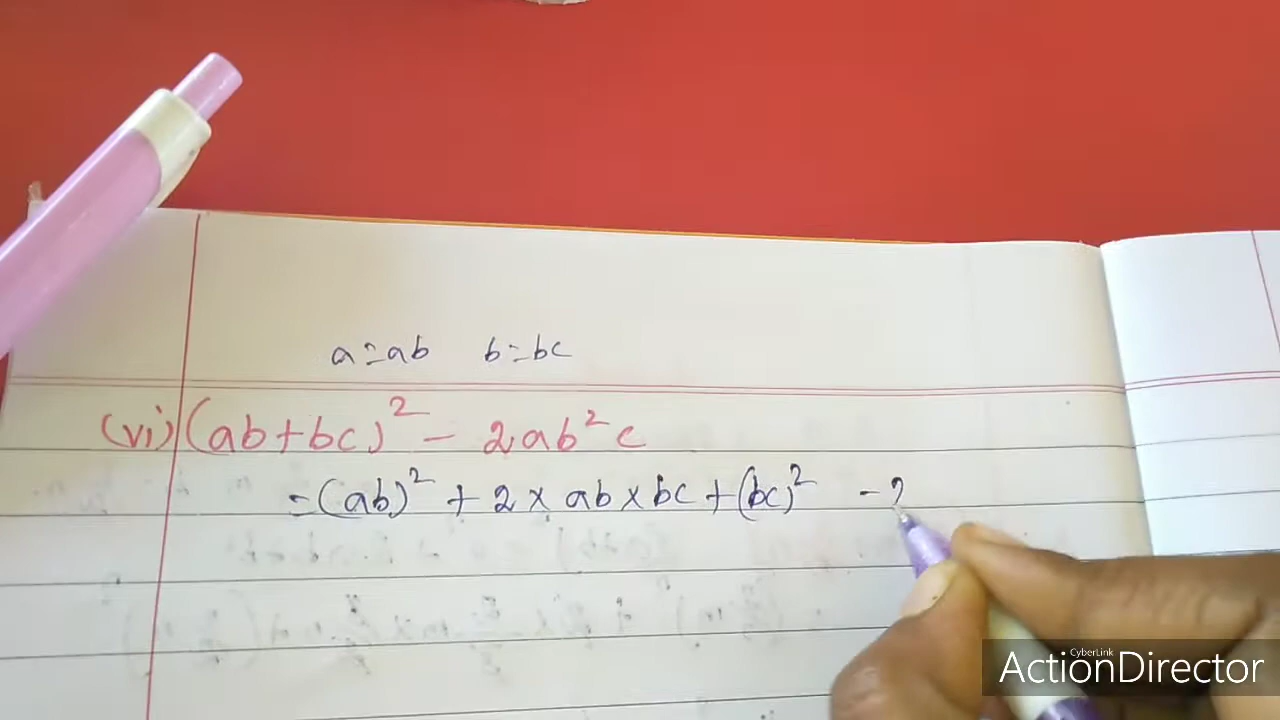 a=ab b=bc
(vi) (ab+bc)² - 2ab²c
= (ab)² + 2 × ab × bc + (bc)² - 2
CyberLink
ActionDirector